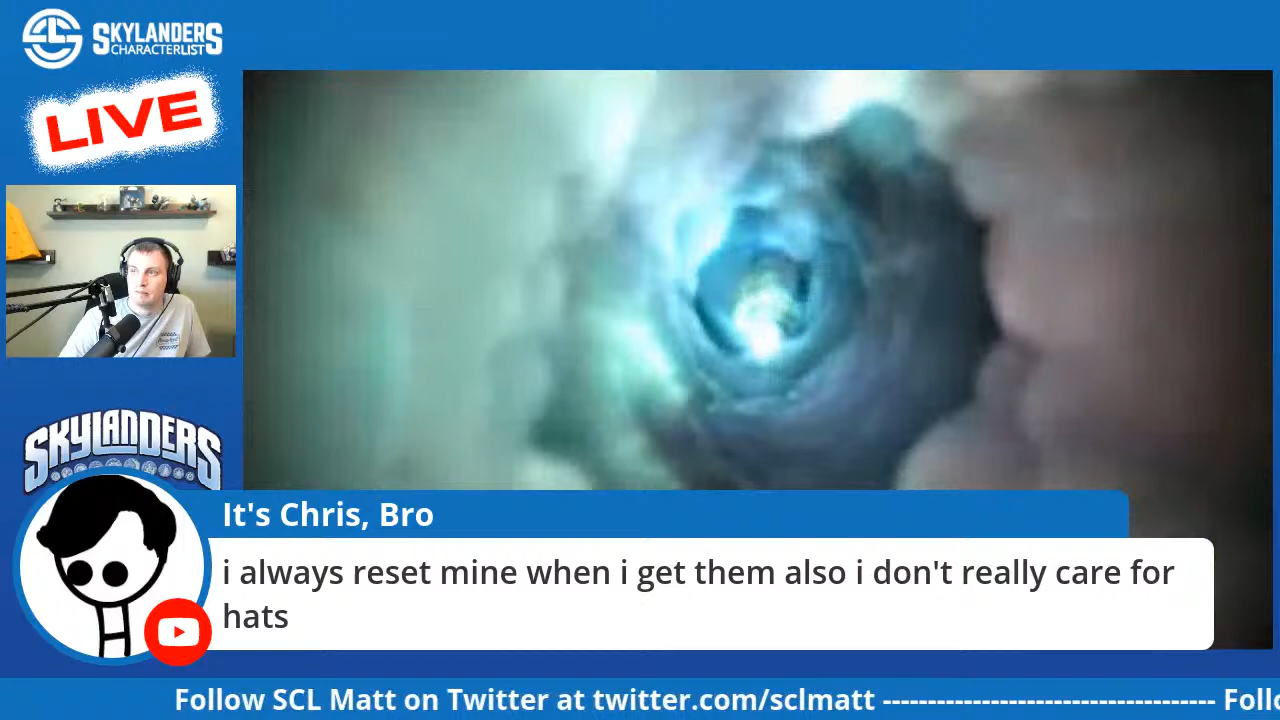 SKYLANDERS
CHARACTERLIST
LIVE
SKYLANDERS
It's Chris, Bro
i always reset mine when i get them also i don't really care for
hats
Follow SCL Matt on Twitter at twitter.com/sclmatt ------------------------------------ Follo